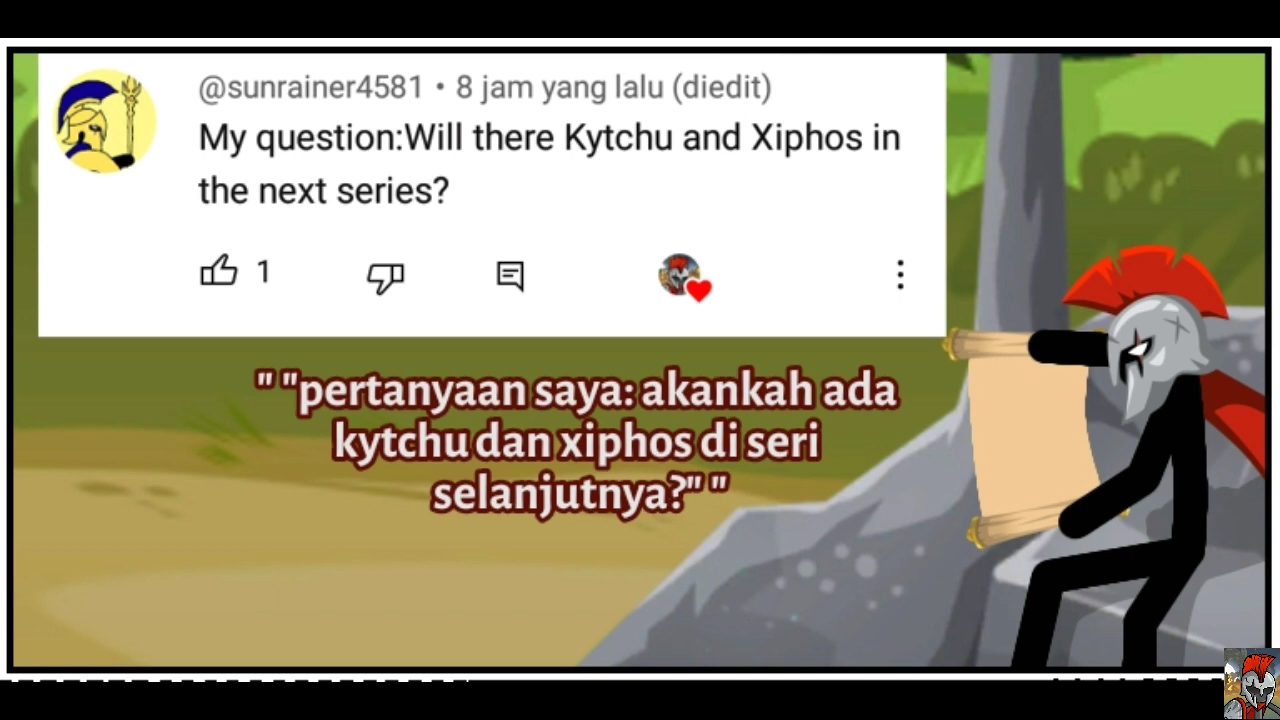 @sunrainer4581 • 8 jam yang lalu (diedit)
My question:Will there Kytchu and Xiphos in
the next series?
1
" "pertanyaan saya: akankah ada
kytchu dan xiphos di seri
selanjutnya?" "